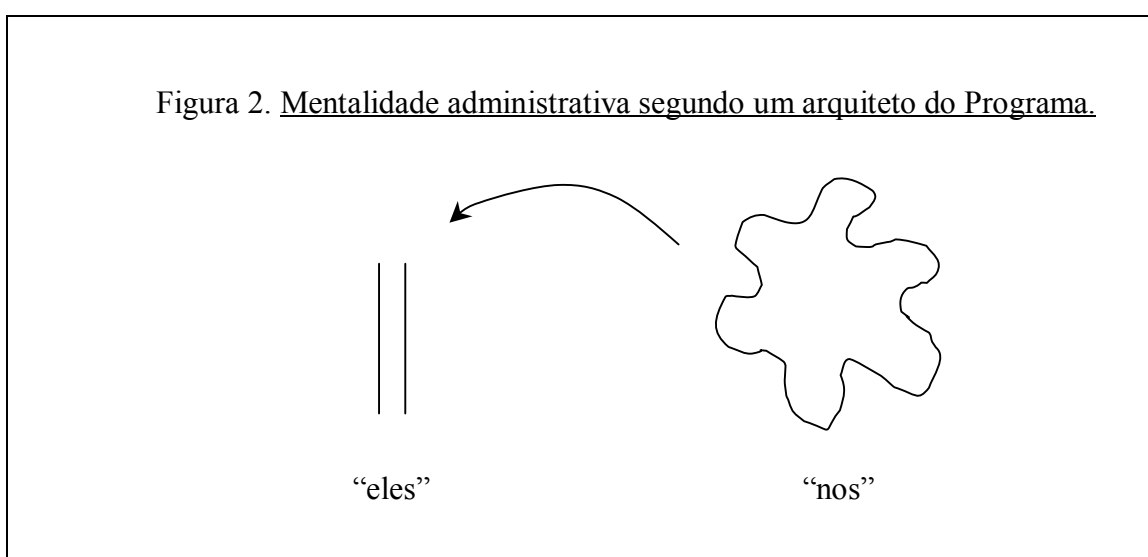 Figura 2. Mentalidade administrativa segundo um arquiteto do Programa.
“eles” “nos”